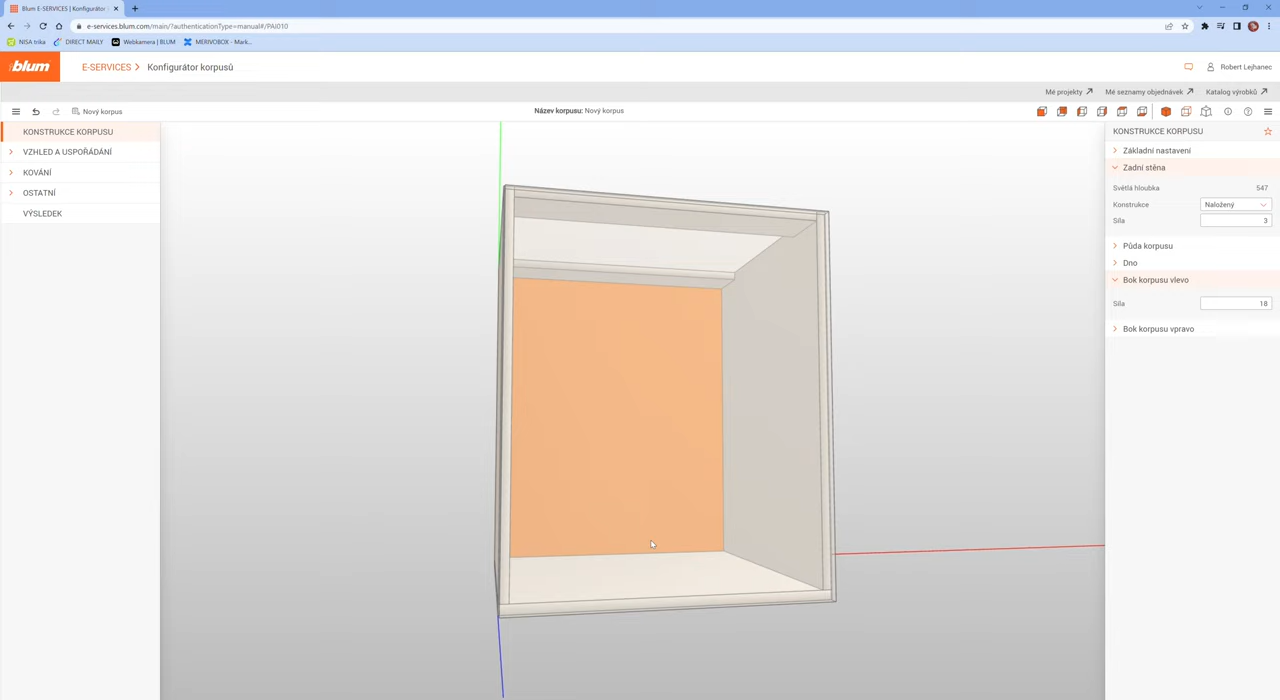 Blum E-SERVICES | Konfigurátor
e-services.blum.com/main/?authenticationType=manual#/PAI010
NISA trika
DIRECT MAILY
Webkamera | BLUM
MERIVOBOX - Mark...
blum
E-SERVICES
Konfigurátor korpusů
Robert Lejhanec
Mé projekty
Mé seznamy objednávek
Katalog výrobků
Nový korpus
Název korpusu: Nový korpus
KONSTRUKCE KORPUSU
VZHLED A USPOŘÁDÁNÍ
KOVÁNÍ
OSTATNÍ
VÝSLEDEK
KONSTRUKCE KORPUSU
Základní nastavení
Zadní stěna
Světlá hloubka 547
Konstrukce Naložený
Síla 3
Půda korpusu
Dno
Bok korpusu vlevo
Síla 18
Bok korpusu vpravo